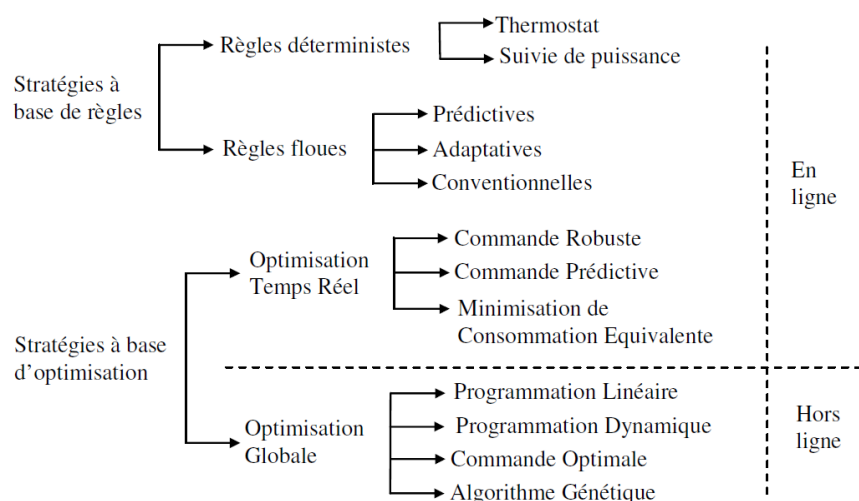 Stratégies à
base de règles
Règles déterministes
Thermostat
Suivie de puissance
Règles floues
Prédictives
Adaptatives
Conventionnelles
Stratégies à base
d'optimisation
Optimisation
Temps Réel
Commande Robuste
Commande Prédictive
Minimisation de
Consommation Equivalente
Optimisation
Globale
Programmation Linéaire
Programmation Dynamique
Commande Optimale
Algorithme Génétique
En
ligne
Hors
ligne